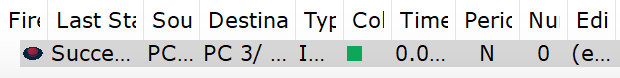 Fire Last Sta Sou Destina Typ Col Time Perio Nu Edi
Succe... PC... PC 3/ ... I... 0.0... N 0 (e...